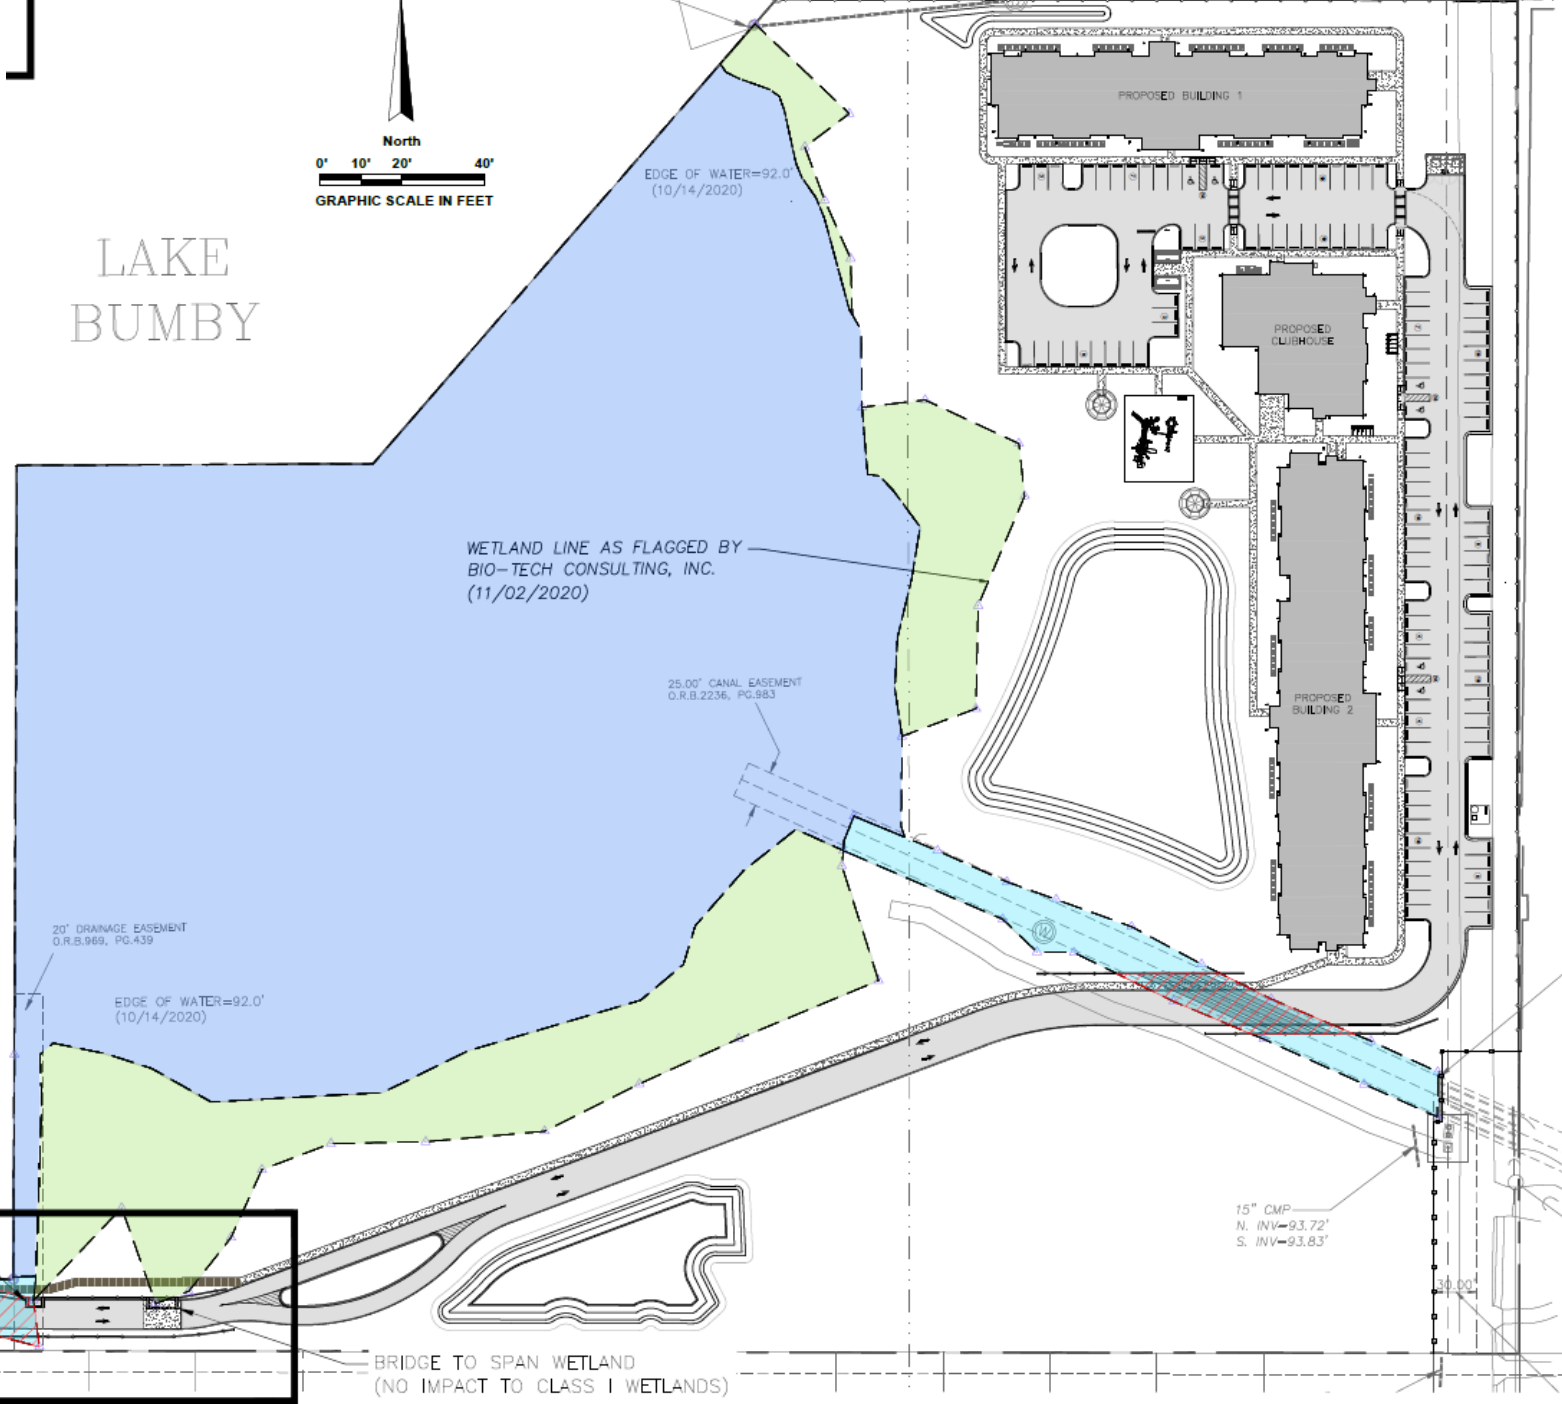 North
0' 10' 20' 40'
GRAPHIC SCALE IN FEET
LAKE
BUMBY
EDGE OF WATER=92.0'
(10/14/2020)
PROPOSED BUILDING 1
PROPOSED
CLUBHOUSE
WETLAND LINE AS FLAGGED BY
BIO-TECH CONSULTING, INC.
(11/02/2020)
25.00' CANAL EASEMENT
O.R.B.2236, PG.983
PROPOSED
BUILDING 2
20' DRAINAGE EASEMENT
O.R.B.969, PG.439
EDGE OF WATER=92.0'
(10/14/2020)
15" CMP
N. INV=93.72'
S. INV=93.83'
30.00'
BRIDGE TO SPAN WETLAND
(NO IMPACT TO CLASS I WETLANDS)